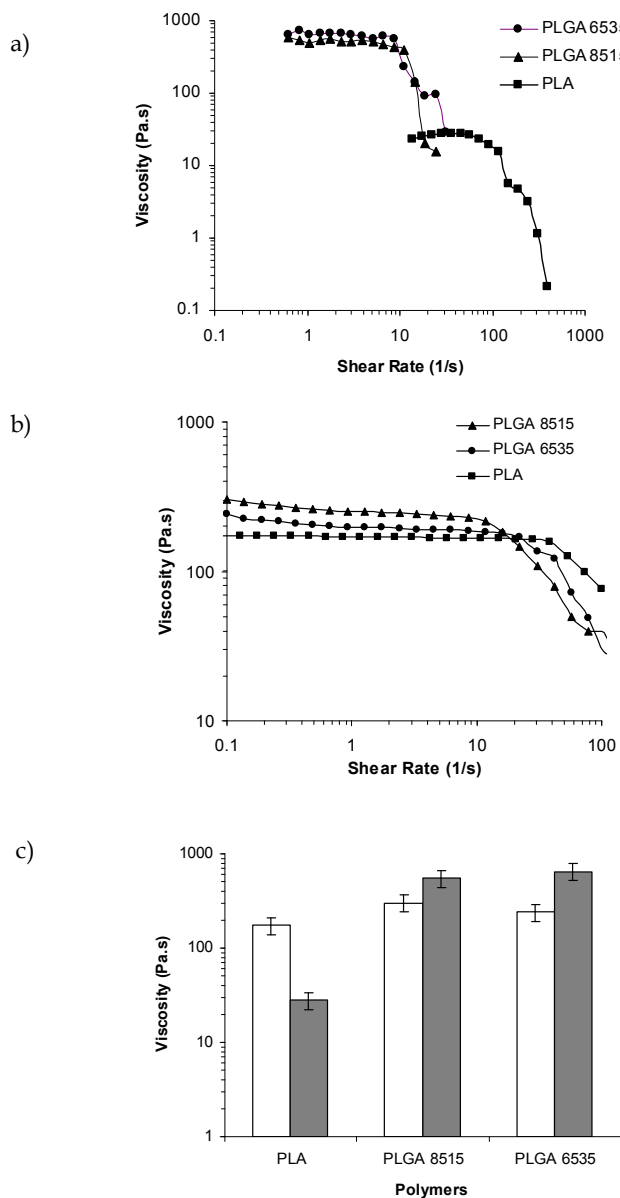 a)
1000
100
10
1
0.1
Viscosity (Pa.s)
0.1 1 10 100 1000
Shear Rate (1/s)
PLGA 6535
PLGA 8515
PLA
b)
1000
100
10
Viscosity (Pa.s)
0.1 1 10 100
Shear Rate (1/s)
PLGA 8515
PLGA 6535
PLA
c)
1000
100
10
1
Viscosity (Pa.s)
PLA PLGA 8515 PLGA 6535
Polymers